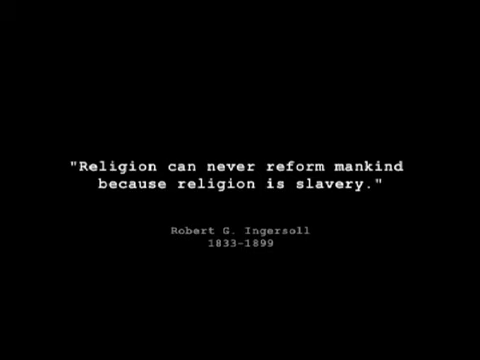 "Religion can never reform mankind
because religion is slavery."
Robert G. Ingersoll
1833-1899